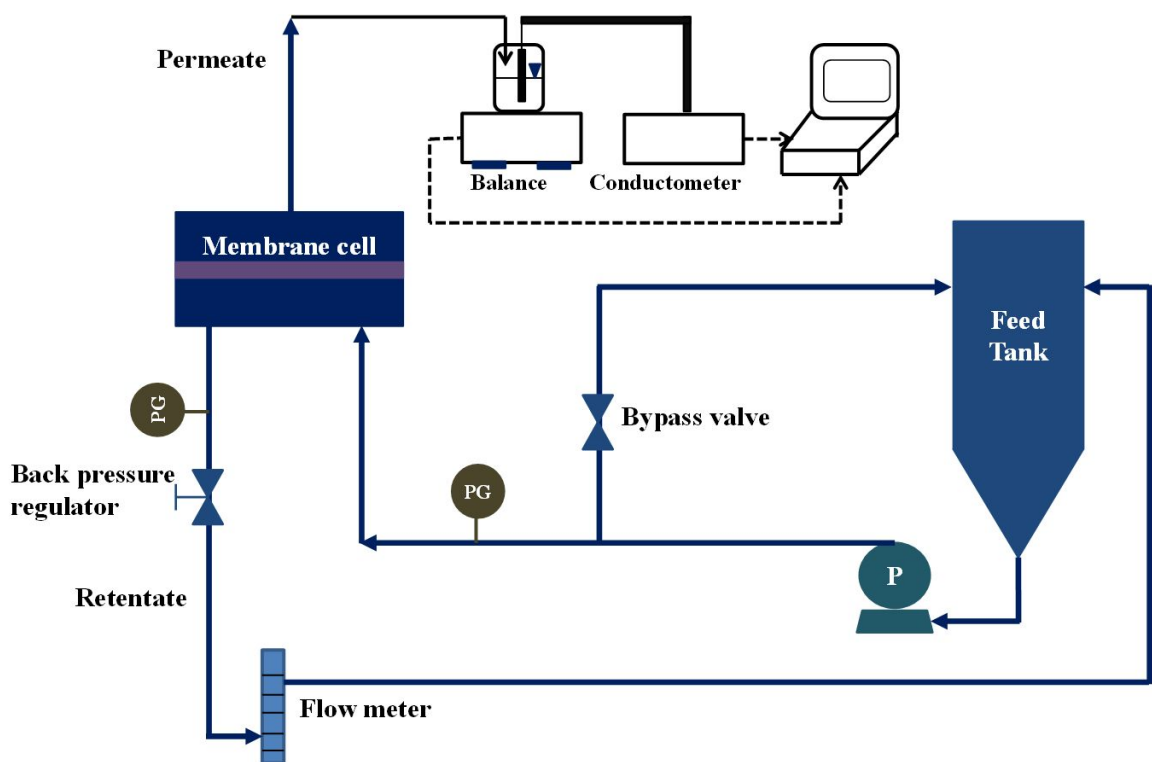 Permeate
Balance
Conductometer
Membrane cell
Feed
Tank
PG
Bypass valve
Back pressure
regulator
PG
P
Retentate
Flow meter